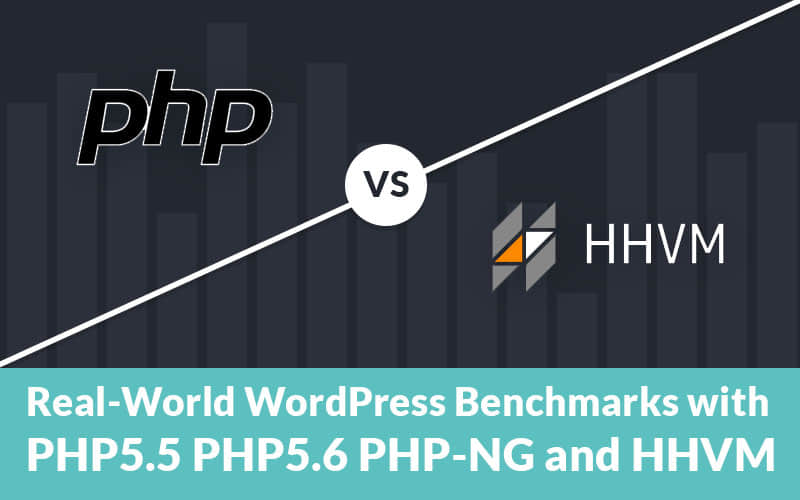 php
VS
HHVM
Real-World WordPress Benchmarks with
PHP5.5 PHP5.6 PHP-NG and HHVM